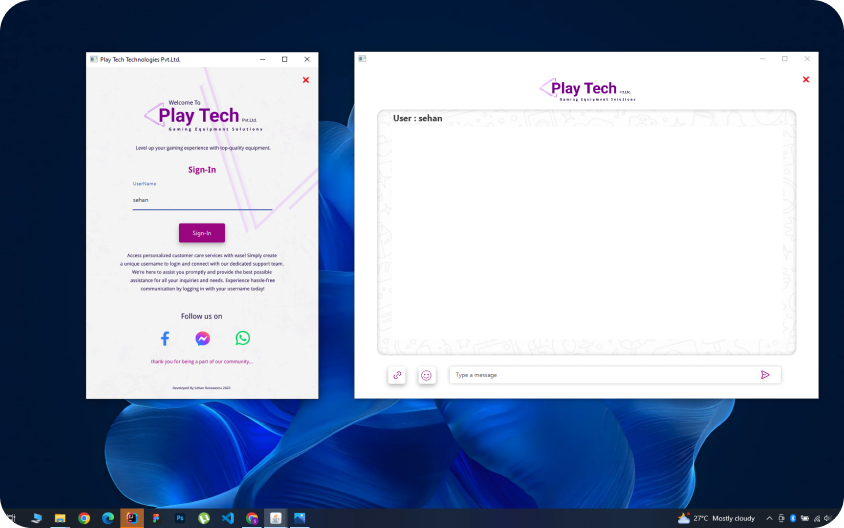 Play Tech Technologies Pvt.Ltd.
Welcome To
Play Tech Pvt.Ltd.
Gaming Equipment Solutions
Level up your gaming experience with top-quality equipment.
Sign-In
UserName
sehan
Sign-In
Access personalized customer care services with ease! Simply create
a unique username to login and connect with our dedicated support team.
We're here to assist you promptly and provide the best possible
assistance for all your inquiries and needs. Experience hassle-free
communication by logging in with your username today!
Follow us on
thank you for being a part of our community...
Developed By Sehan
2023
Play Tech Pvt.Ltd.
Gaming Equipment Solutions
User : sehan
Type a message
27°C Mostly cloudy